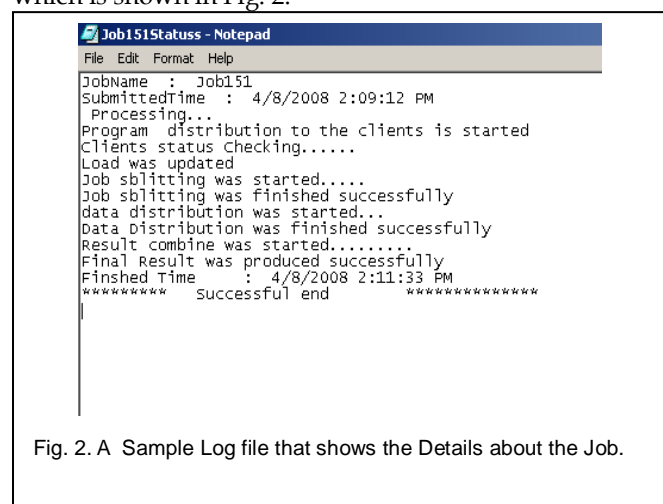 which is shown in Fig. 2.
Job151Statuss - Notepad
File Edit Format Help
JobName : Job151
SubmittedTime : 4/8/2008 2:09:12 PM
Processing...
Program distribution to the clients is started
Clients status Checking......
Load was updated
Job sblitting was started.....
Job sblitting was finished successfully
data distribution was started...
Data Distribution was finished successfully
Result combine was started.........
Final Result was produced successfully
Finshed Time : 4/8/2008 2:11:33 PM
********* Successful end **************
Fig. 2. A Sample Log file that shows the Details about the Job.